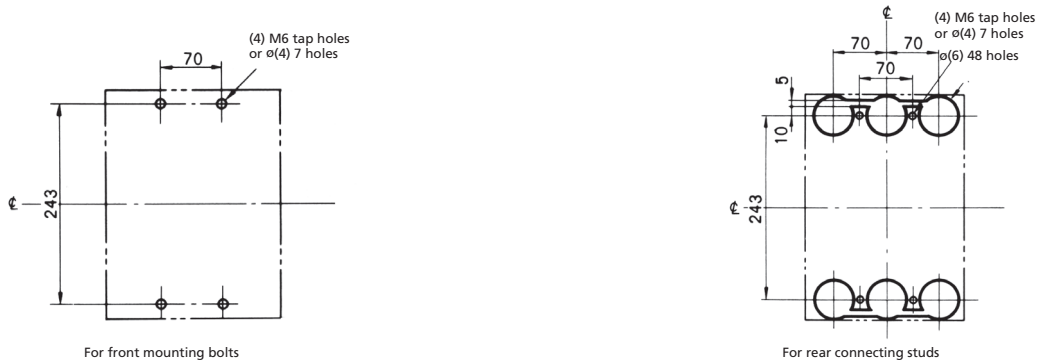 (4) M6 tap holes
or ø(4) 7 holes
70
243
℄
For front mounting bolts
℄
(4) M6 tap holes
or ø(4) 7 holes
70 70
ø(6) 48 holes
70
5
10
℄
243
For rear connecting studs